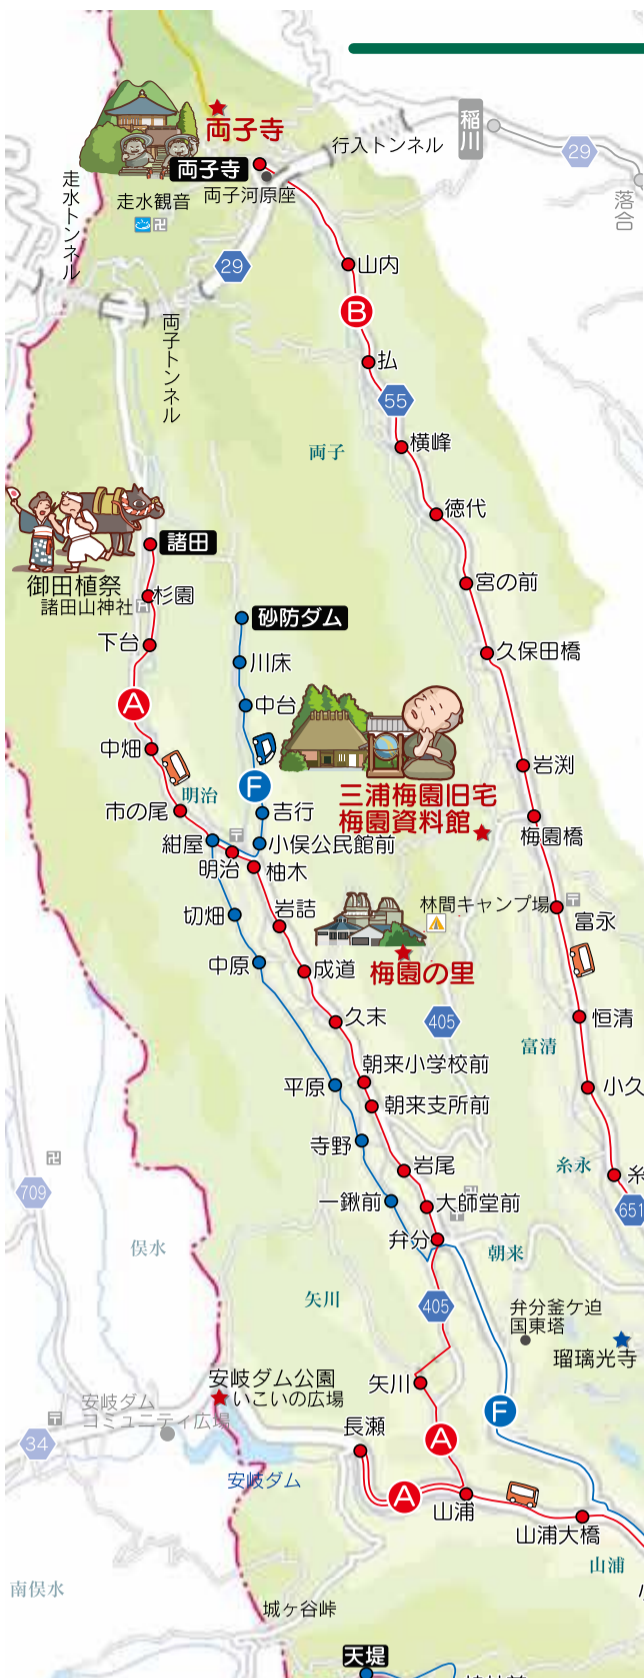 両子寺
稲川
両子寺
行入トンネル
29
落合
走水トンネル
走水観音
両子河原座
卍
29
山内
B
両子トンネル
払
55
両子
横峰
徳代
諸田
御田植祭
諸田山神社
杉園
宮の前
砂防ダム
下台
川床
久保田橋
A
中台
中畑
岩渕
明治
F
三浦梅園旧宅
梅園資料館
市の尾
吉行
梅園橋
紺屋
小俣公民館前
明治
柚木
林間キャンプ場
切畑
岩詰
富永
中原
成道
梅園の里
久末
405
恒清
富清
朝来小学校前
平原
小久
朝来支所前
寺野
卍
岩尾
糸永
糸
709
一鍬前
大師堂前
卍
651
弁分
俣水
朝来
矢川
405
弁分釜ケ迫
国東塔
瑠璃光寺
安岐ダム公園
いこいの広場
矢川
安岐ダム
コミュニティ広場
F
34
長瀬
A
安岐ダム
A
山浦
山浦大橋
山浦
南俣水
城ヶ谷峠
天堤